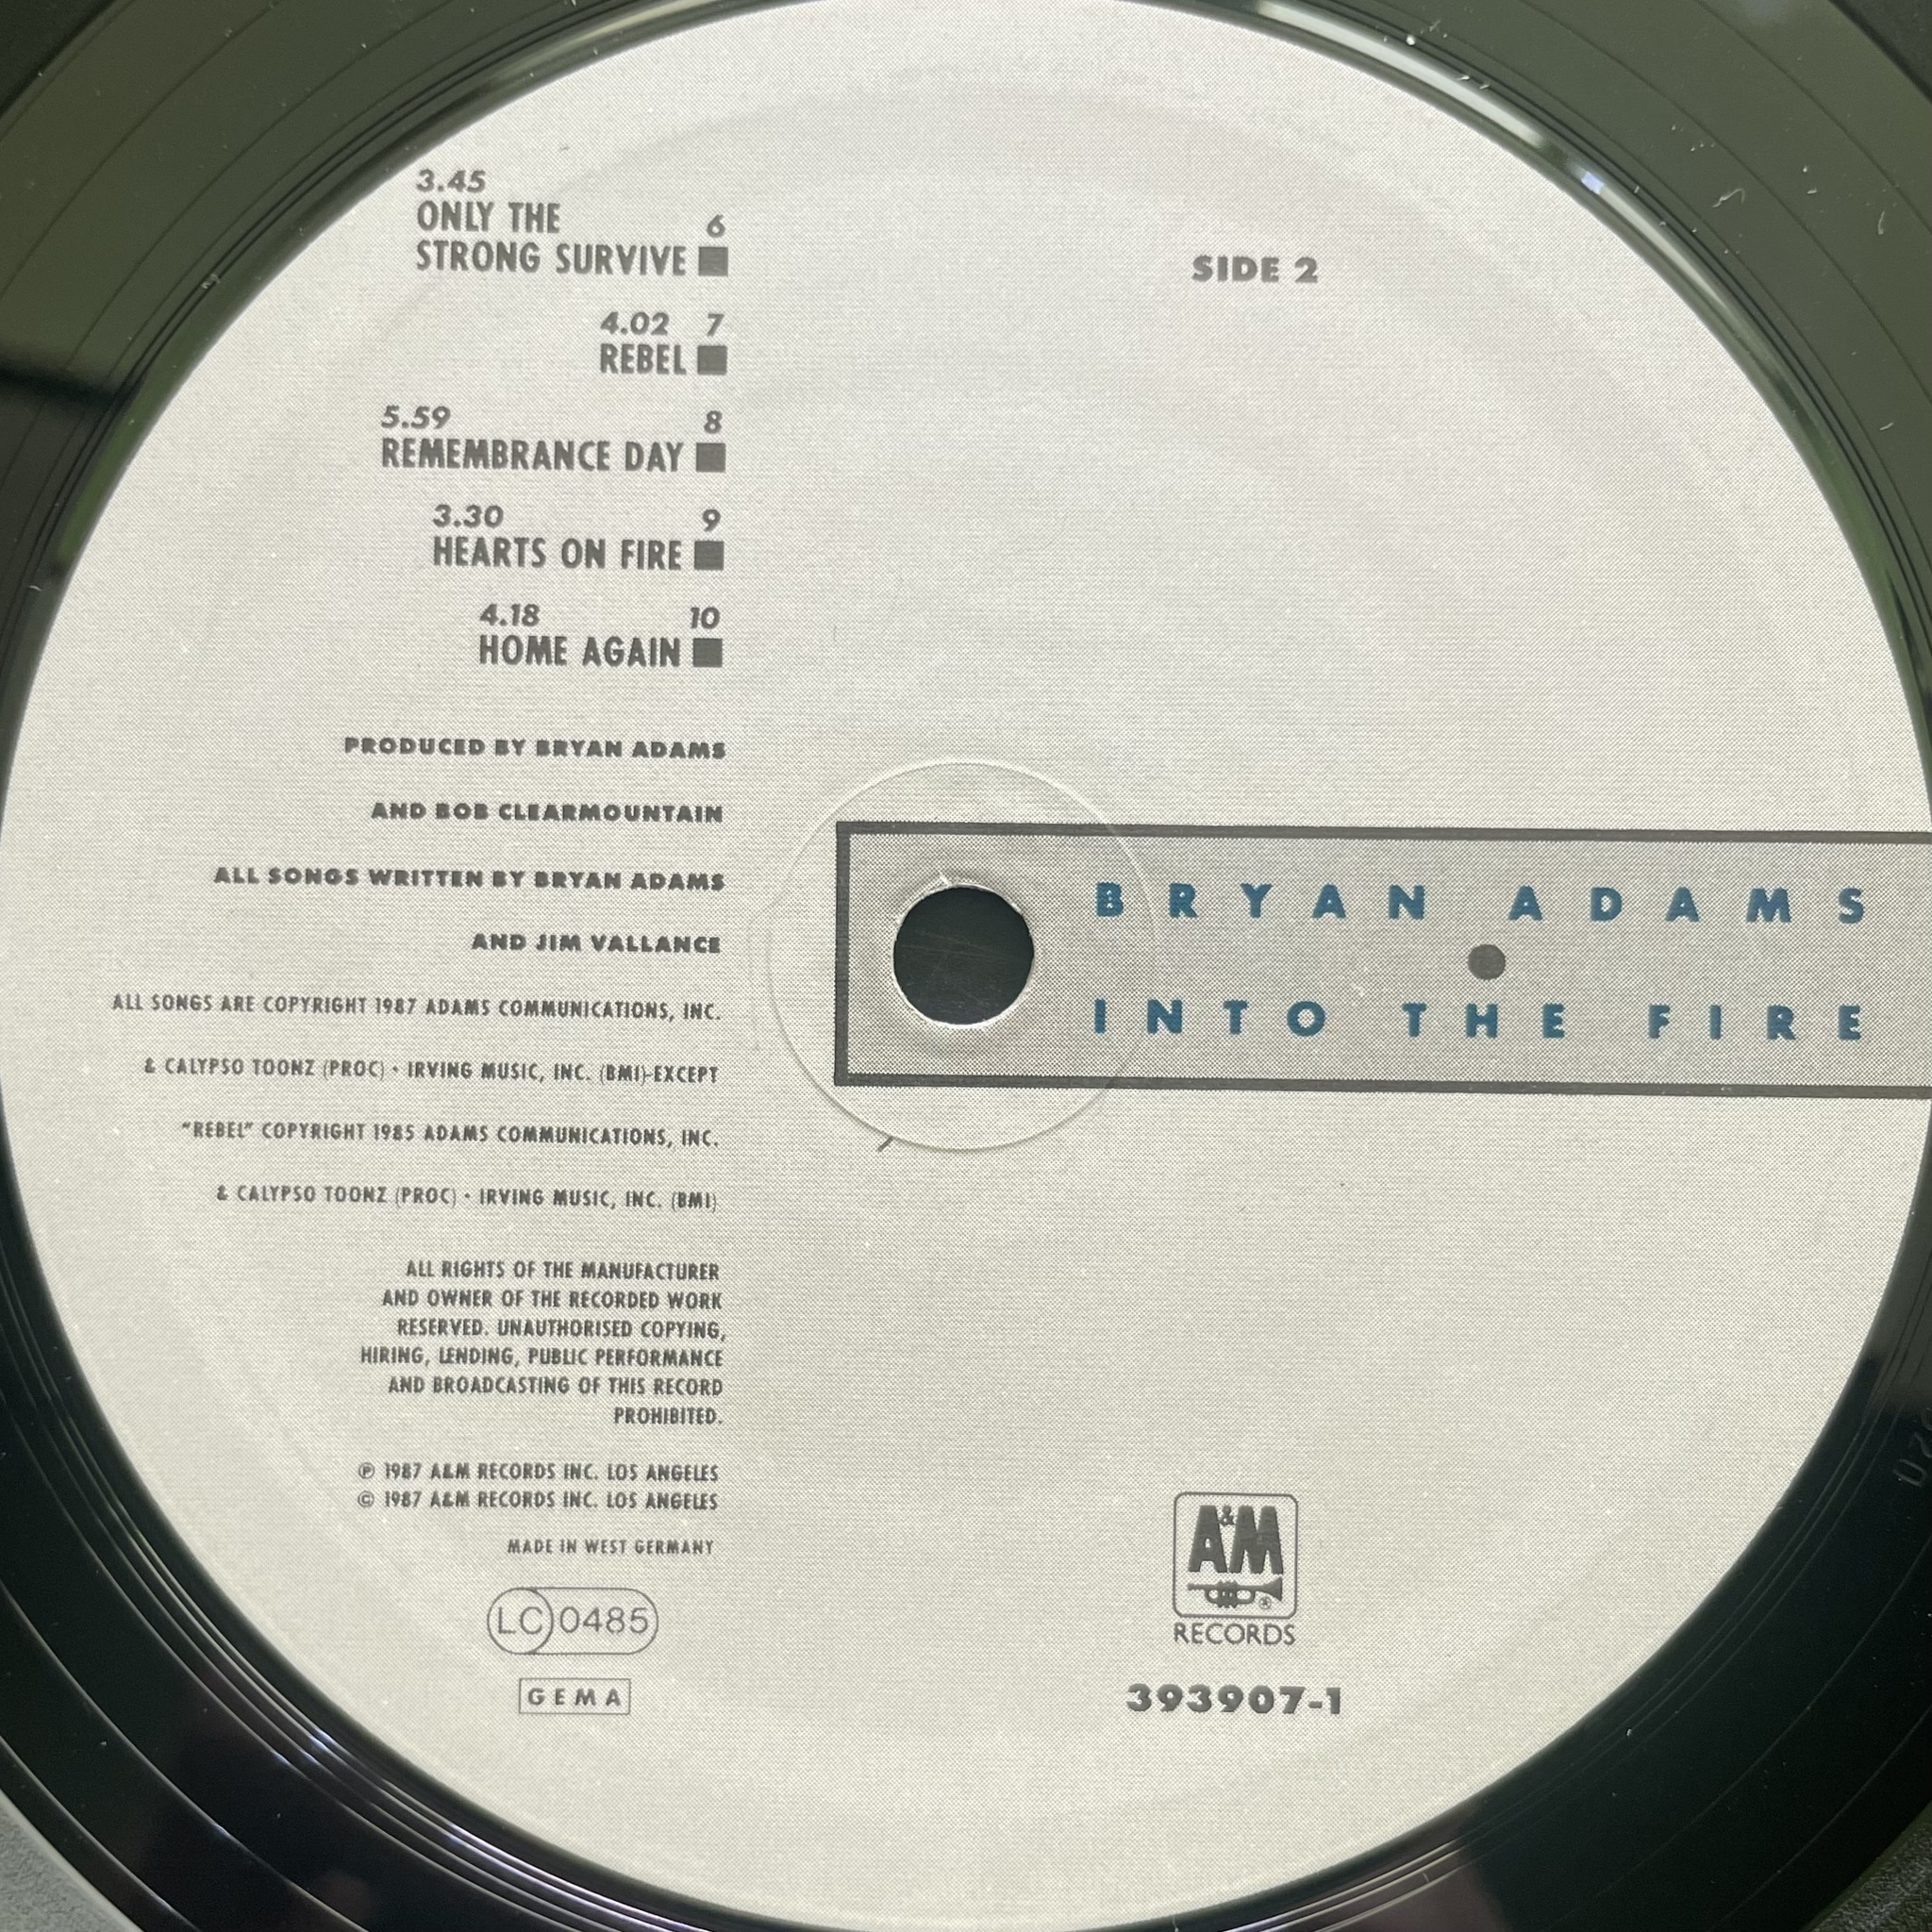 3.45
ONLY THE 6
STRONG SURVIVE
4.02 7
REBEL
5.59 8
REMEMBRANCE DAY
3.30 9
HEARTS ON FIRE
4.18 10
HOME AGAIN
PRODUCED BY BRYAN ADAMS
AND BOB CLEARMOUNTAIN
ALL SONGS WRITTEN BY BRYAN ADAMS
AND JIM VALLANCE
ALL SONGS ARE COPYRIGHT 1987 ADAMS COMMUNICATIONS, INC.
& CALYPSO TOONZ (PROC) • IRVING MUSIC, INC. (BMI)-EXCEPT
"REBEL" COPYRIGHT 1985 ADAMS COMMUNICATIONS, INC.
& CALYPSO TOONZ (PROC) • IRVING MUSIC, INC. (BMI)
ALL RIGHTS OF THE MANUFACTURER
AND OWNER OF THE RECORDED WORK
RESERVED. UNAUTHORISED COPYING,
HIRING, LENDING, PUBLIC PERFORMANCE
AND BROADCASTING OF THIS RECORD
PROHIBITED.
℗ 1987 A&M RECORDS INC. LOS ANGELES
© 1987 A&M RECORDS INC. LOS ANGELES
MADE IN WEST GERMANY
LC 0485
GEMA
SIDE 2
BRYAN ADAMS
INTO THE FIRE
A&M
®
RECORDS
393907-1